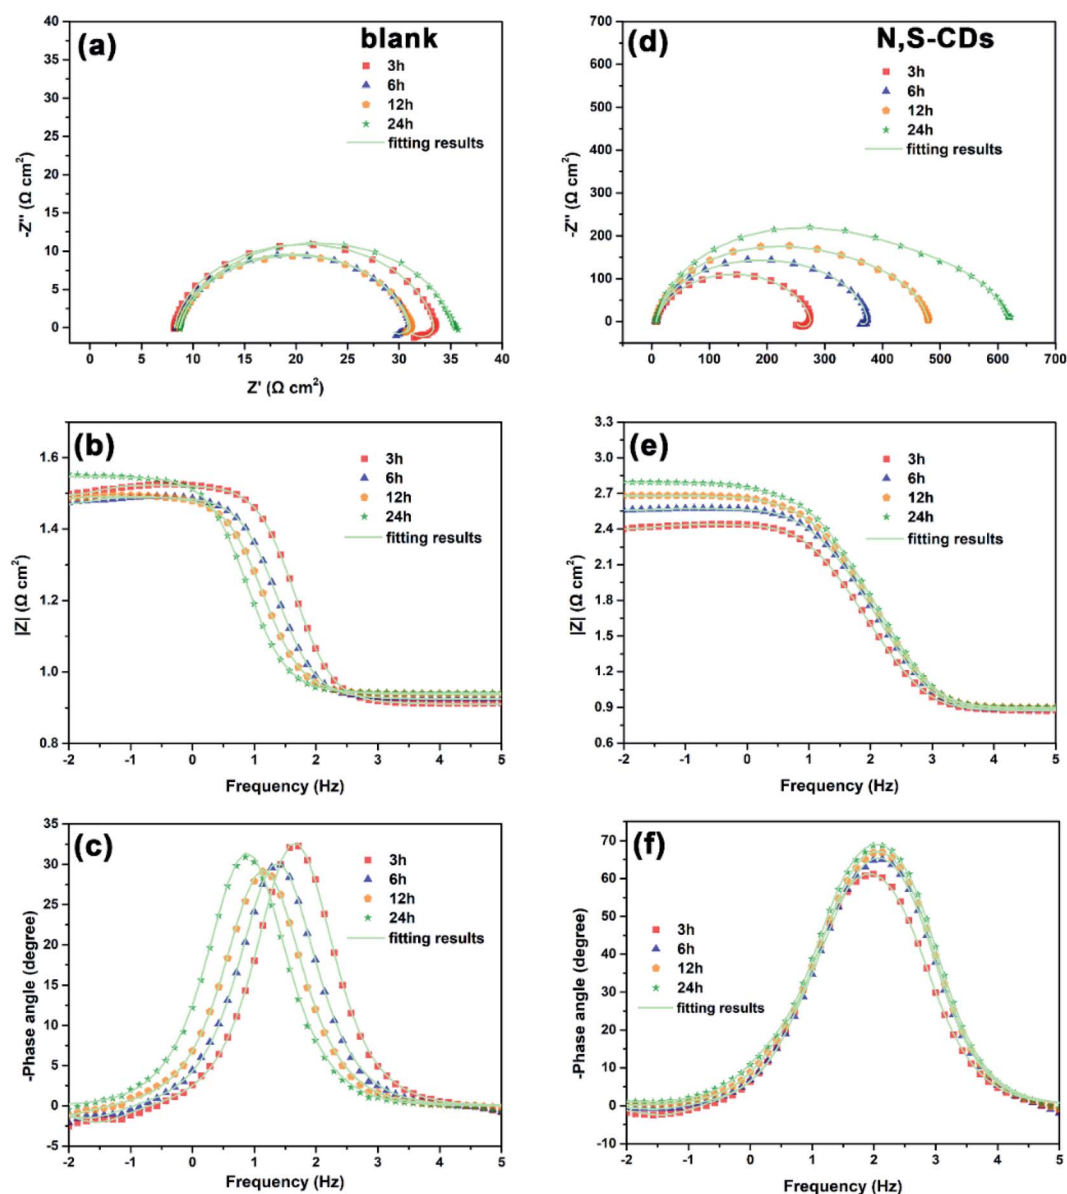 (a)
blank
3h
6h
12h
24h
fitting results
40
35
30
25
20
15
10
5
0
-Z'' (Ω cm²)
0 5 10 15 20 25 30 35 40
Z' (Ω cm²)
(d)
N,S-CDs
3h
6h
12h
24h
fitting results
700
600
500
400
300
200
100
0
-Z'' (Ω cm²)
0 100 200 300 400 500 600 700
(b)
3h
6h
12h
24h
fitting results
1.6
1.4
1.2
1.0
0.8
|Z| (Ω cm²)
-2 -1 0 1 2 3 4 5
Frequency (Hz)
(e)
3h
6h
12h
24h
fitting results
3.3
3.0
2.7
2.4
2.1
1.8
1.5
1.2
0.9
0.6
|Z| (Ω cm²)
-2 -1 0 1 2 3 4 5
Frequency (Hz)
(c)
3h
6h
12h
24h
fitting results
35
30
25
20
15
10
5
0
-5
-Phase angle (degree)
-2 -1 0 1 2 3 4 5
Frequency (Hz)
(f)
3h
6h
12h
24h
fitting results
70
60
50
40
30
20
10
0
-10
-Phase angle (degree)
-2 -1 0 1 2 3 4 5
Frequency (Hz)